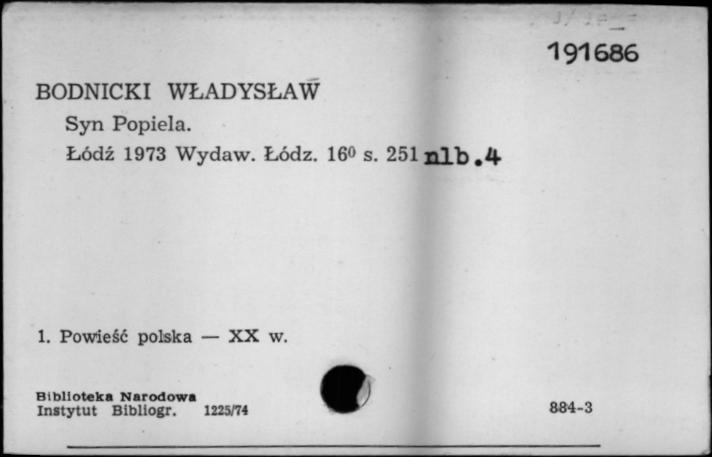 191686
BODNICKI WŁADYSŁAW
Syn Popiela.
Łódź 1973 Wydaw. Łódz. 16⁰ s. 251 nlb.4
1. Powieść polska — XX w.
Biblioteka Narodowa
Instytut Bibliogr. 1225/74
884-3